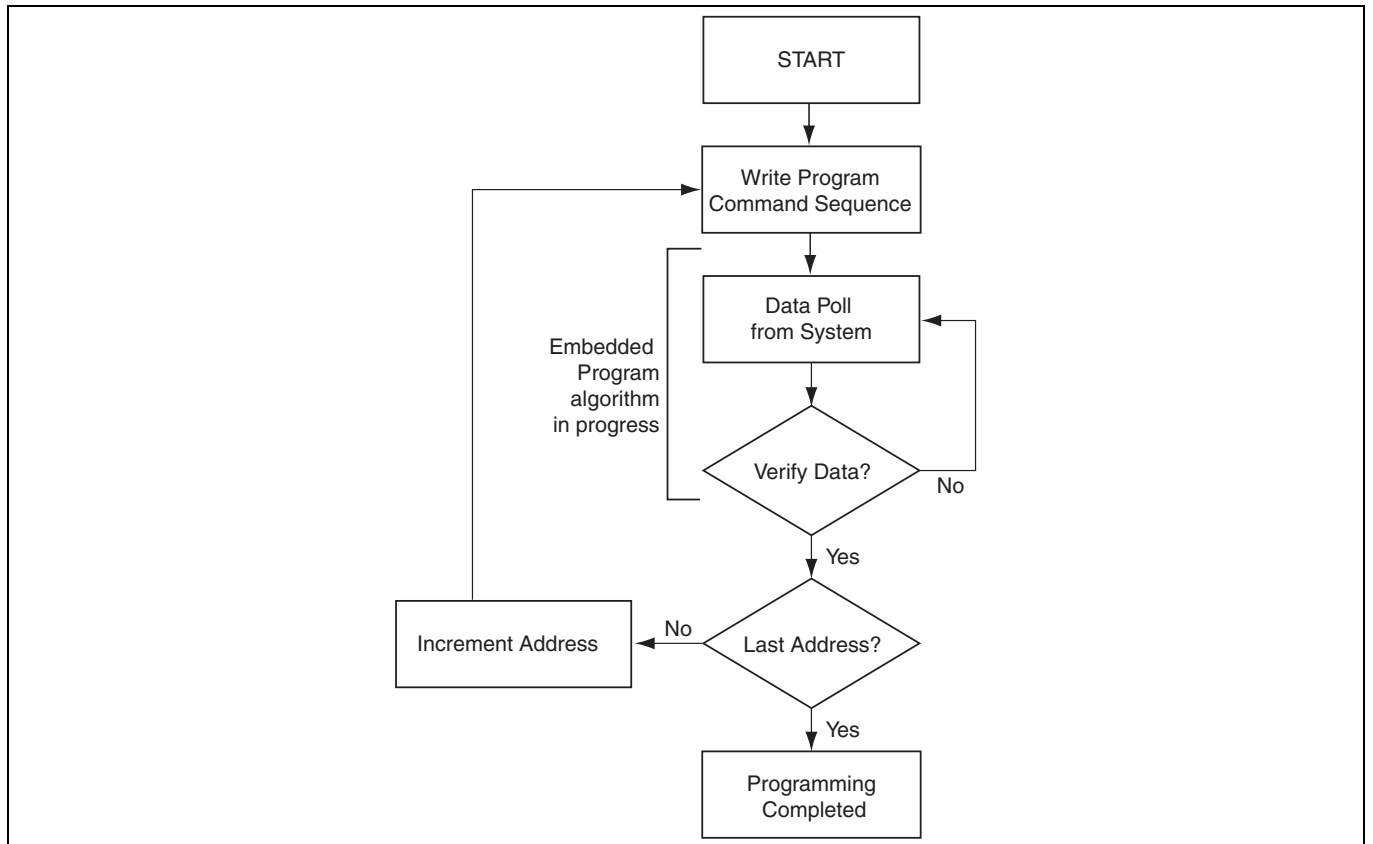 START
Write Program
Command Sequence
Data Poll
from System
Embedded
Program
algorithm
in progress
Verify Data?
No
Yes
Last Address?
No
Increment Address
Yes
Programming
Completed